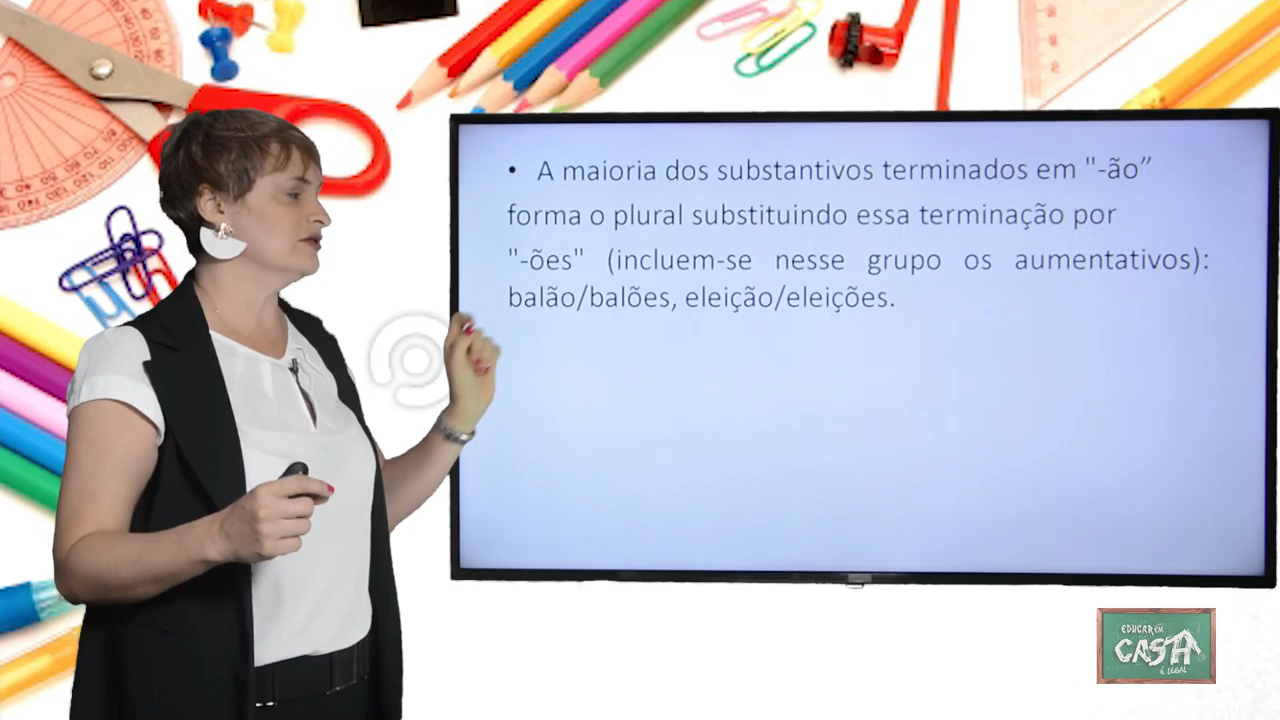 • A maioria dos substantivos terminados em "-ão”
forma o plural substituindo essa terminação por
"-ões" (incluem-se nesse grupo os aumentativos):
balão/balões, eleição/eleições.
EDUCAR EM
CASA
É LEGAL